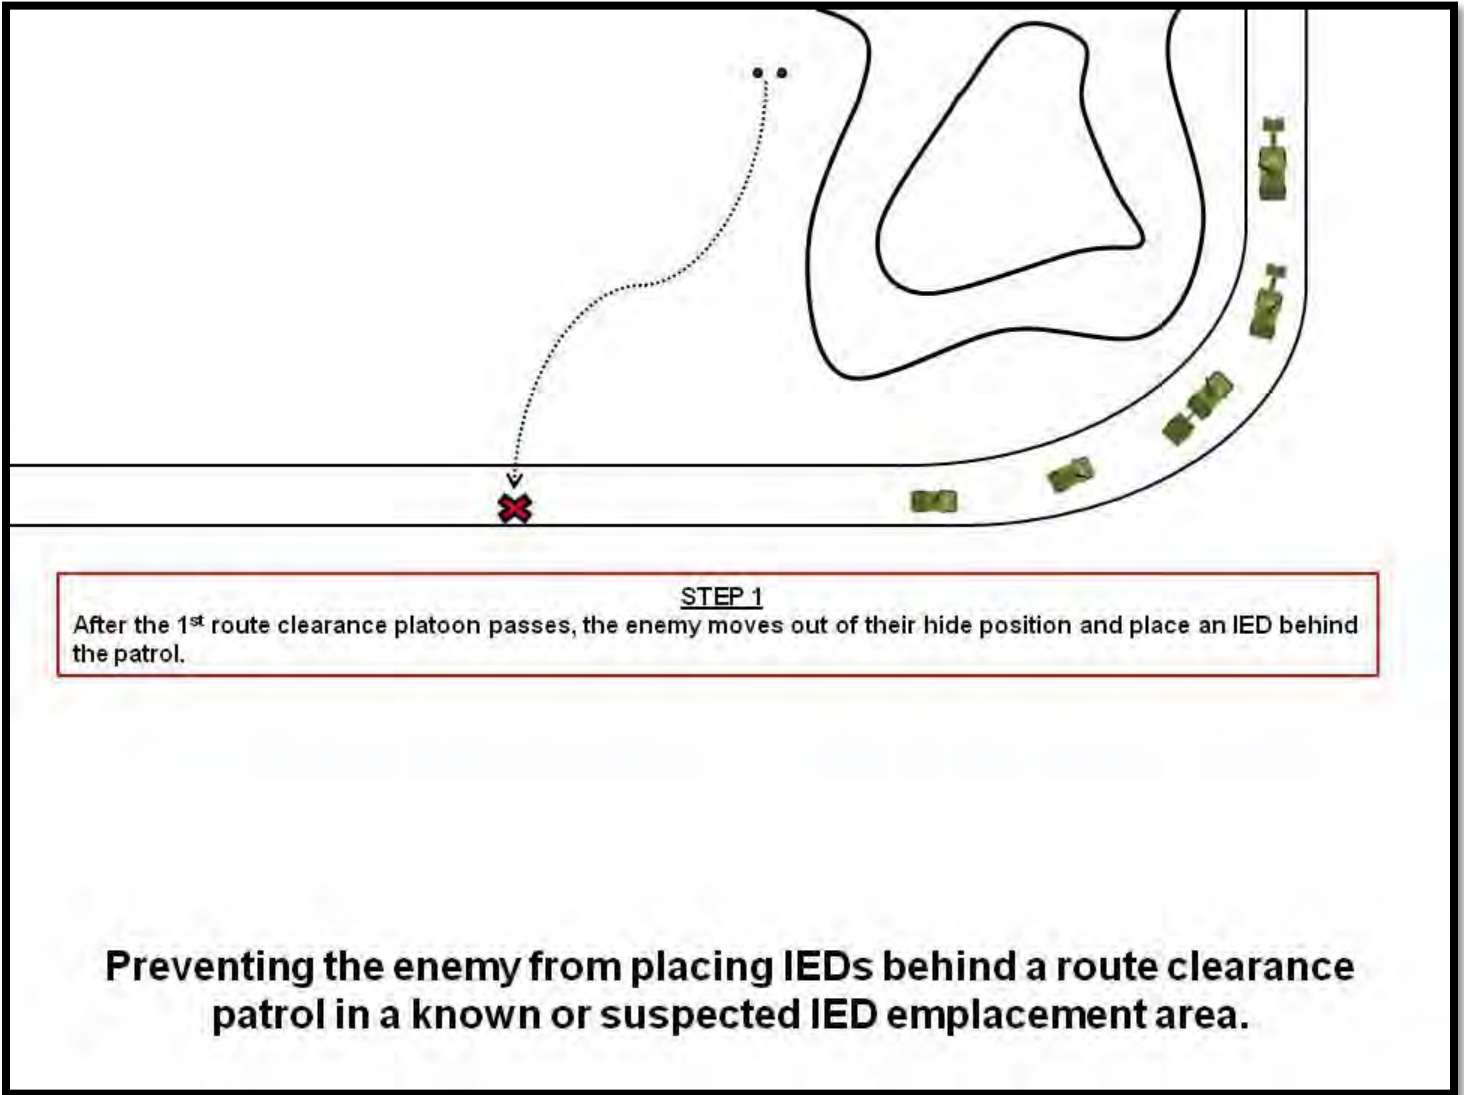 STEP 1
After the 1st route clearance platoon passes, the enemy moves out of their hide position and place an IED behind
the patrol.
Preventing the enemy from placing IEDs behind a route clearance
patrol in a known or suspected IED emplacement area.